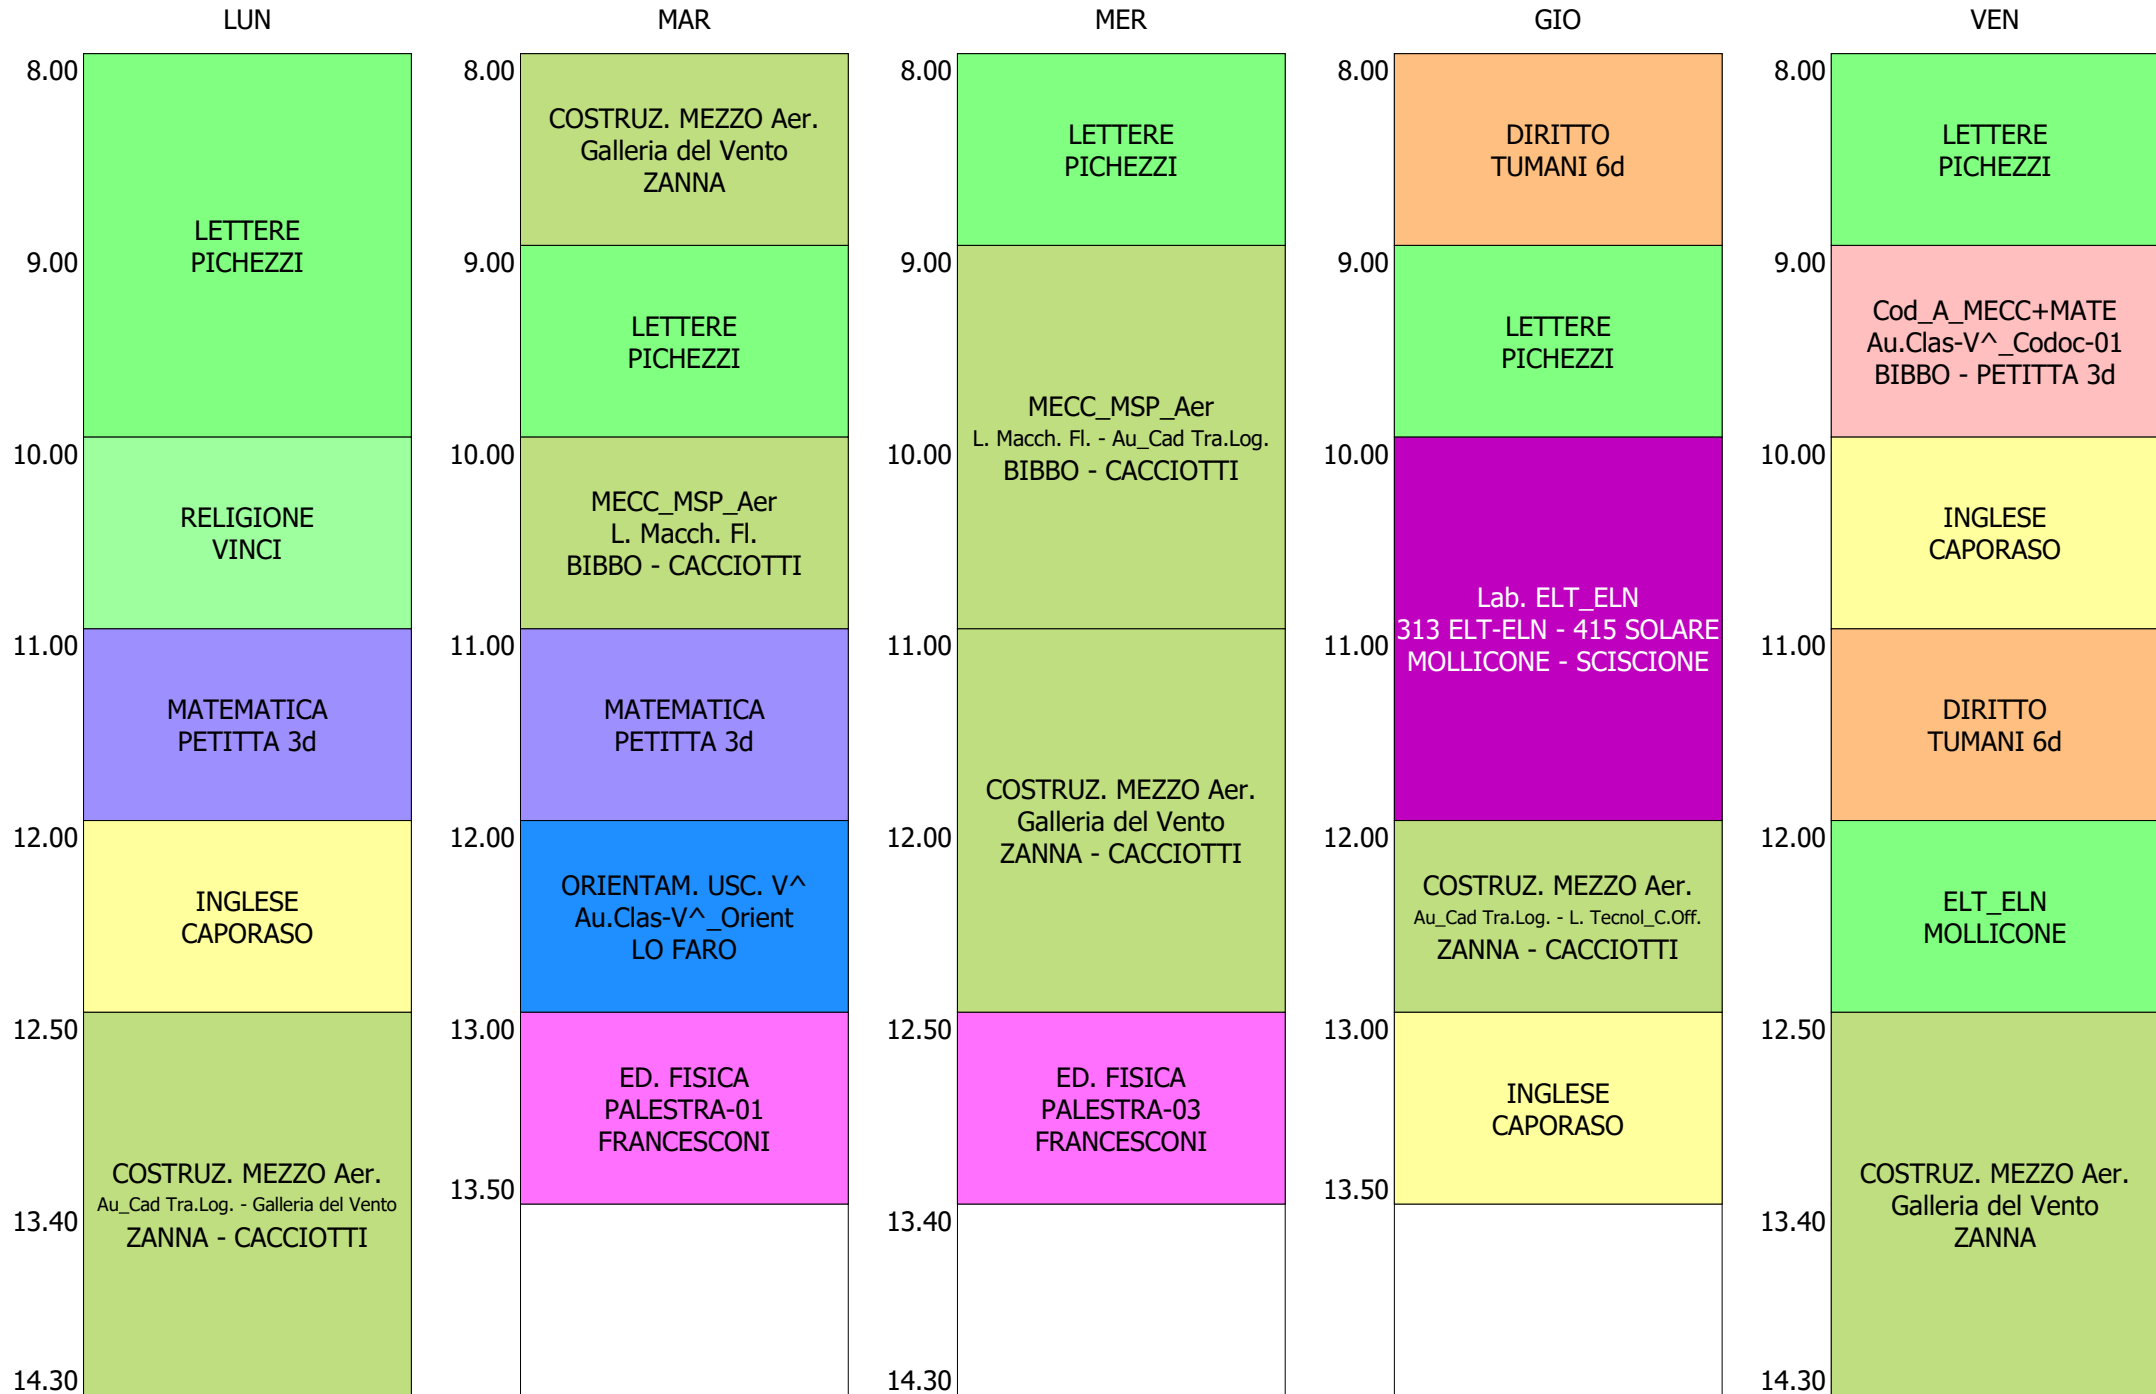 LUN
8.00
LETTERE
PICHEZZI
9.00
10.00
RELIGIONE
VINCI
11.00
MATEMATICA
PETITTA 3d
12.00
INGLESE
CAPORASO
12.50
COSTRUZ. MEZZO Aer.
Au_Cad Tra.Log. - Galleria del Vento
ZANNA - CACCIOTTI
13.40
14.30
MAR
8.00
COSTRUZ. MEZZO Aer.
Galleria del Vento
ZANNA
9.00
LETTERE
PICHEZZI
10.00
MECC_MSP_Aer
L. Macch. Fl.
BIBBO - CACCIOTTI
11.00
MATEMATICA
PETITTA 3d
12.00
ORIENTAM. USC. V^
Au.Clas-V^_Orient
LO FARO
13.00
ED. FISICA
PALESTRA-01
FRANCESCONI
13.50
MER
8.00
LETTERE
PICHEZZI
9.00
MECC_MSP_Aer
L. Macch. Fl. - Au_Cad Tra.Log.
BIBBO - CACCIOTTI
10.00
11.00
COSTRUZ. MEZZO Aer.
Galleria del Vento
ZANNA - CACCIOTTI
12.00
12.50
ED. FISICA
PALESTRA-03
FRANCESCONI
13.40
14.30
GIO
8.00
DIRITTO
TUMANI 6d
9.00
LETTERE
PICHEZZI
10.00
Lab. ELT_ELN
313 ELT-ELN - 415 SOLARE
MOLLICONE - SCISCIONE
11.00
12.00
COSTRUZ. MEZZO Aer.
Au_Cad Tra.Log. - L. Tecnol_C.Off.
ZANNA - CACCIOTTI
13.00
INGLESE
CAPORASO
13.50
VEN
8.00
LETTERE
PICHEZZI
9.00
Cod_A_MECC+MATE
Au.Clas-V^_Codoc-01
BIBBO - PETITTA 3d
10.00
INGLESE
CAPORASO
11.00
DIRITTO
TUMANI 6d
12.00
ELT_ELN
MOLLICONE
12.50
COSTRUZ. MEZZO Aer.
Galleria del Vento
ZANNA
13.40
14.30